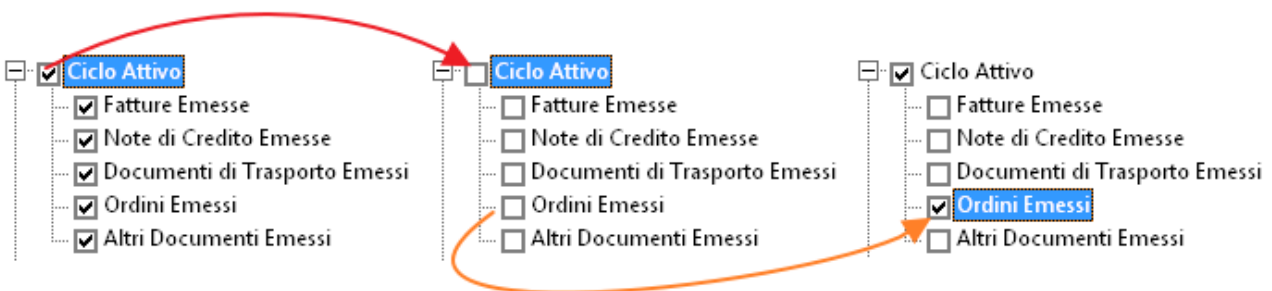 Ciclo Attivo
Fatture Emesse
Note di Credito Emesse
Documenti di Trasporto Emessi
Ordini Emessi
Altri Documenti Emessi
Ciclo Attivo
Fatture Emesse
Note di Credito Emesse
Documenti di Trasporto Emessi
Ordini Emessi
Altri Documenti Emessi
Ciclo Attivo
Fatture Emesse
Note di Credito Emesse
Documenti di Trasporto Emessi
Ordini Emessi
Altri Documenti Emessi